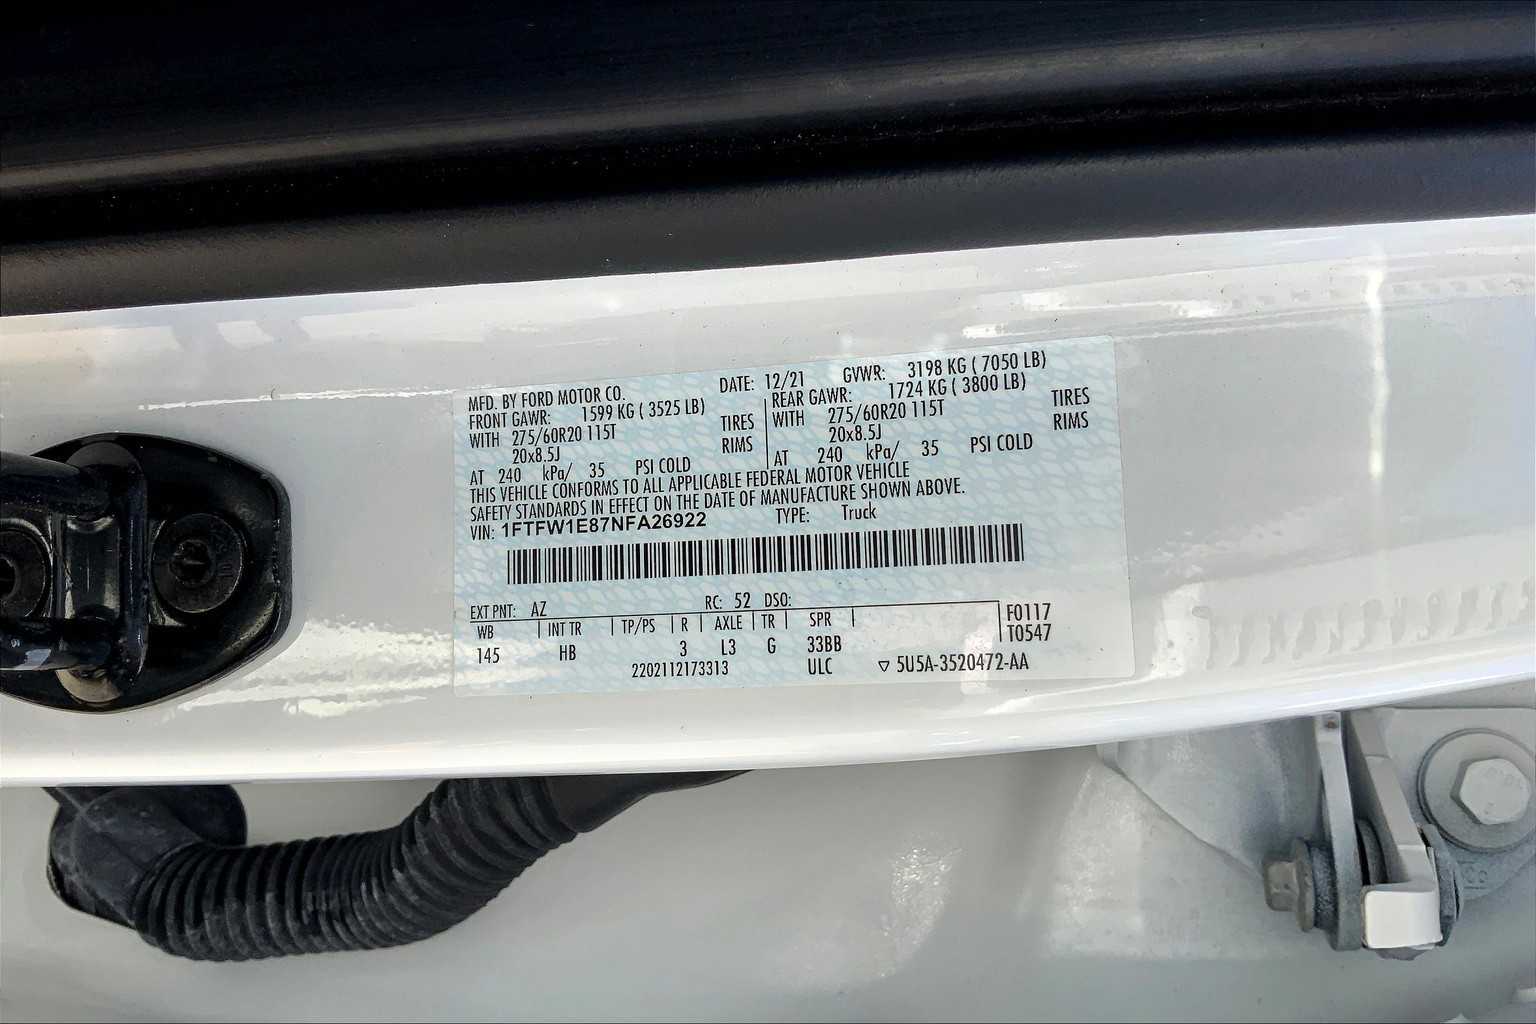 MFD. BY FORD MOTOR CO. DATE: 12/21 GVWR: 3198 KG ( 7050 LB)
FRONT GAWR: 1599 KG ( 3525 LB) REAR GAWR: 1724 KG ( 3800 LB)
WITH 275/60R20 115T TIRES WITH 275/60R20 115T TIRES
20x8.5J RIMS 20x8.5J RIMS
AT 240 kPa/ 35 PSI COLD AT 240 kPa/ 35 PSI COLD
THIS VEHICLE CONFORMS TO ALL APPLICABLE FEDERAL MOTOR VEHICLE
SAFETY STANDARDS IN EFFECT ON THE DATE OF MANUFACTURE SHOWN ABOVE.
VIN: 1FTFW1E87NFA26922 TYPE: Truck
EXT PNT: AZ RC: 52 DSO:
WB INT TR TP/PS R AXLE TR SPR F0117
145 HB 3 L3 G 33BB T0547
2202112173313 ULC ▽ 5U5A-3520472-AA